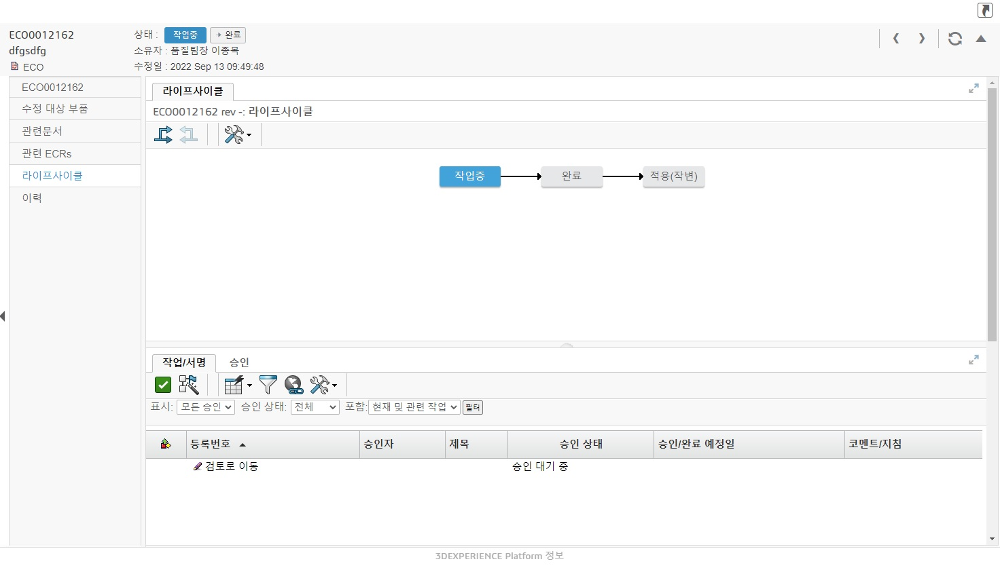 ECO0012162
dfgsdfg
ECO
상태 : 작업중 완료
소유자 : 품질팀장 이종복
수정일 : 2022 Sep 13 09:49:48
ECO0012162
수정 대상 부품
관련문서
관련 ECRs
라이프사이클
이력
라이프사이클
ECO0012162 rev -: 라이프사이클
작업중 완료 적용(작변)
작업/서명 승인
표시: 모든 승인 승인 상태: 전체 포함: 현재 및 관련 작업 필터
등록번호 승인자 제목 승인 상태 승인/완료 예정일 코멘트/지침
검토로 이동 승인 대기 중
3DEXPERIENCE Platform 정보